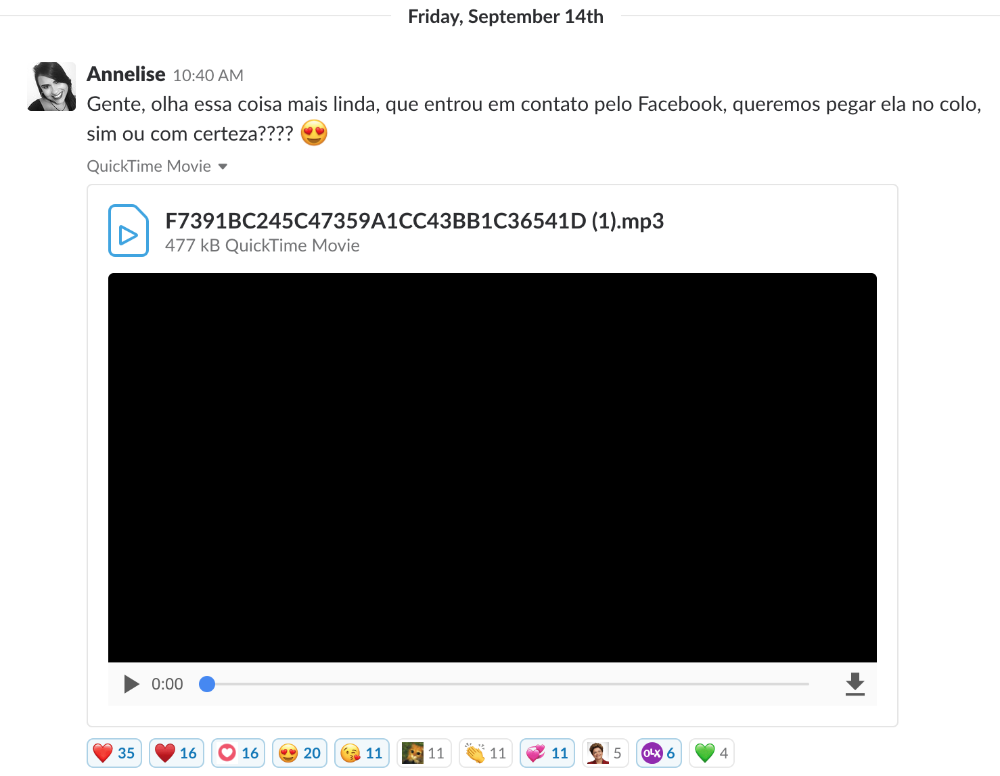 Friday, September 14th
Annelise 10:40 AM
Gente, olha essa coisa mais linda, que entrou em contato pelo Facebook, queremos pegar ela no colo,
sim ou com certeza???? 😍
QuickTime Movie
F7391BC245C47359A1CC43BB1C36541D (1).mp3
477 kB QuickTime Movie
0:00
35 16 16 20 11 11 11 11 5 OLX 6 4